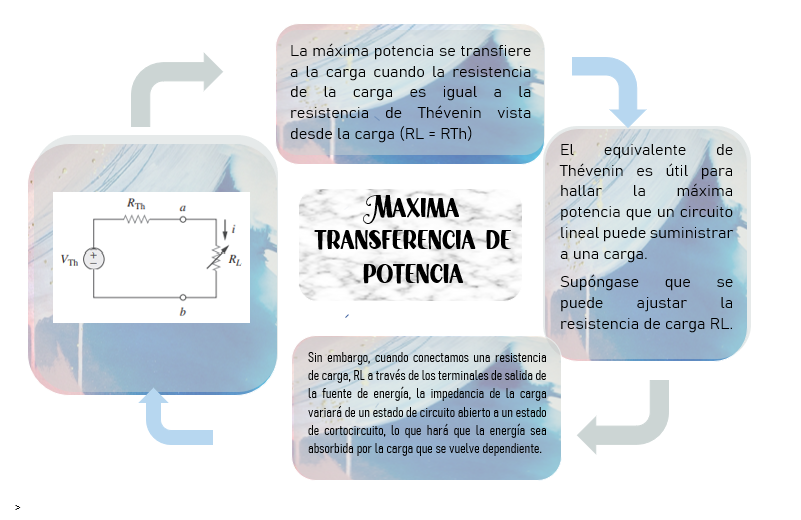 La máxima potencia se transfiere
a la carga cuando la resistencia
de la carga es igual a la
resistencia de Thévenin vista
desde la carga (RL = RTh)
El equivalente de
Thévenin es útil para
hallar la máxima
potencia que un circuito
lineal puede suministrar
a una carga.
Supóngase que se
puede ajustar la
resistencia de carga RL.
MAXIMA
TRANSFERENCIA DE
POTENCIA
RTh
a
i
VTh
+
−
RL
b
Sin embargo, cuando conectamos una resistencia
de carga, RL a través de los terminales de salida de
la fuente de energía, la impedancia de la carga
variará de un estado de circuito abierto a un estado
de cortocircuito, lo que hará que la energía sea
absorbida por la carga que se vuelve dependiente.
>